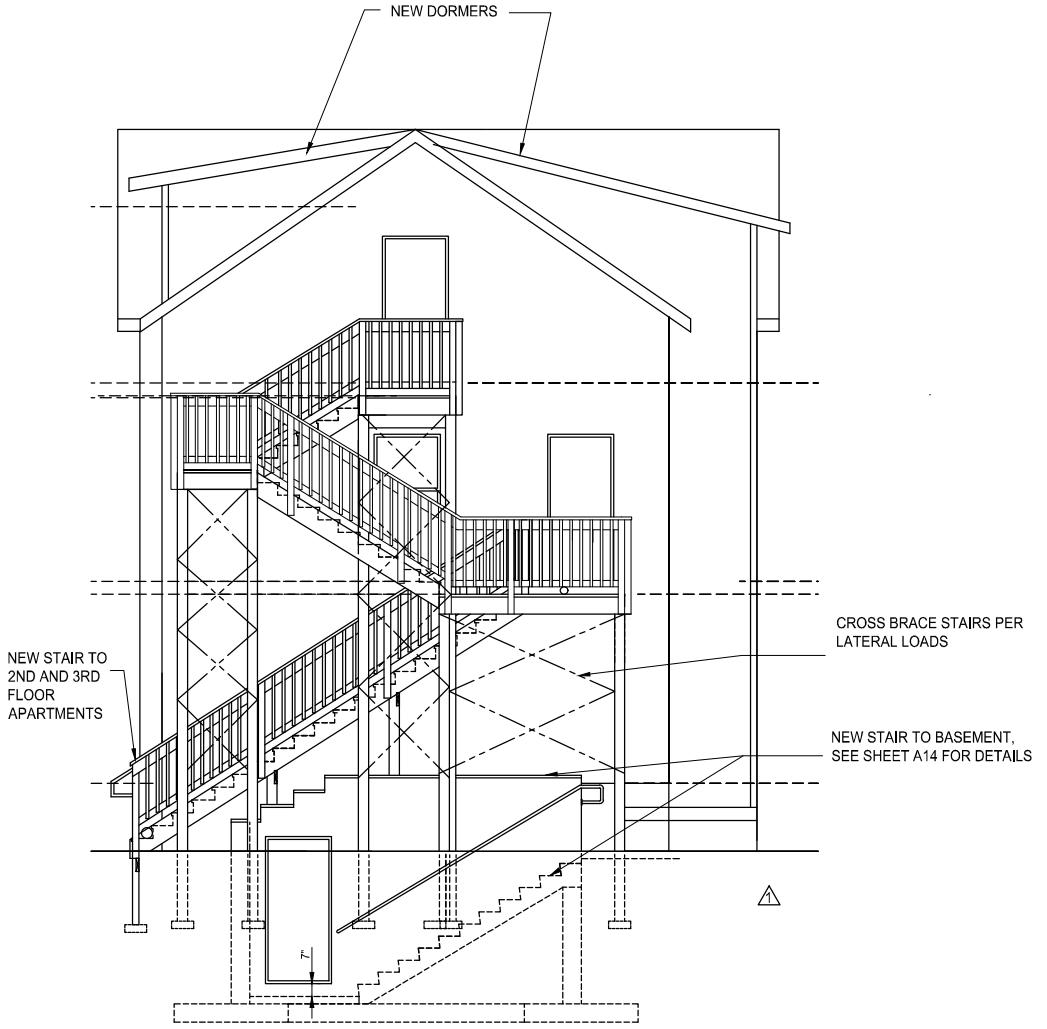 NEW DORMERS
CROSS BRACE STAIRS PER
LATERAL LOADS
NEW STAIR TO
2ND AND 3RD
FLOOR
APARTMENTS
NEW STAIR TO BASEMENT,
SEE SHEET A14 FOR DETAILS
1
7"